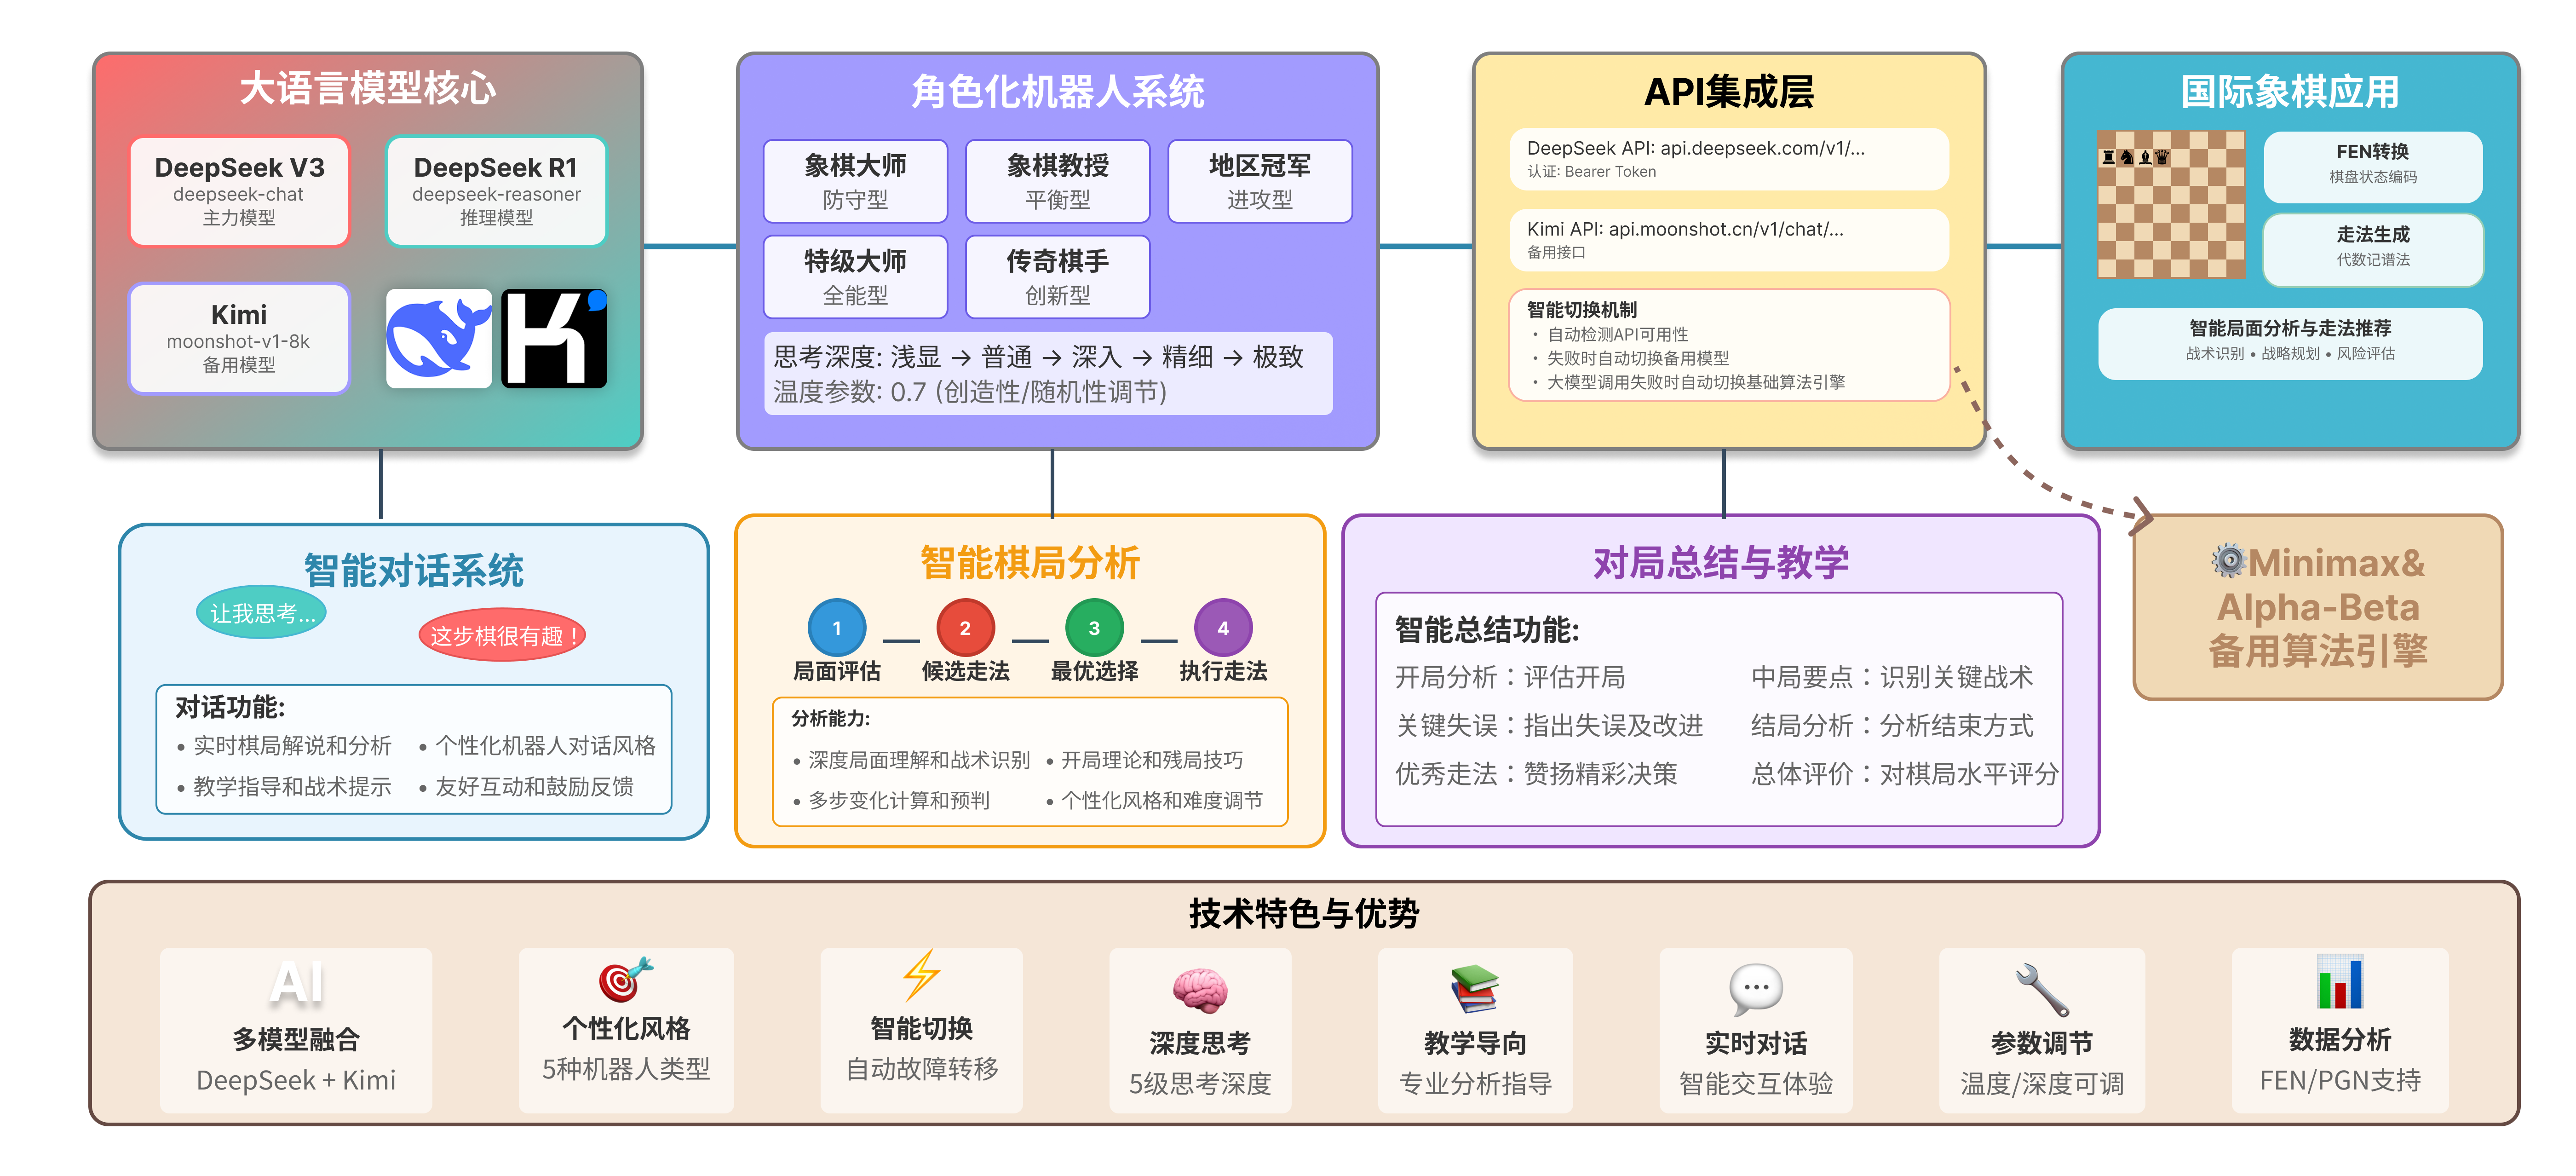 大语言模型核心
DeepSeek V3
deepseek-chat
主力模型
DeepSeek R1
deepseek-reasoner
推理模型
Kimi
moonshot-v1-8k
备用模型
角色化机器人系统
象棋大师
防守型
象棋教授
平衡型
地区冠军
进攻型
特级大师
全能型
传奇棋手
创新型
思考深度: 浅显 → 普通 → 深入 → 精细 → 极致
温度参数: 0.7 (创造性/随机性调节)
API集成层
DeepSeek API: api.deepseek.com/v1/...
认证: Bearer Token
Kimi API: api.moonshot.cn/v1/chat/...
备用接口
智能切换机制
• 自动检测API可用性
• 失败时自动切换备用模型
• 大模型调用失败时自动切换基础算法引擎
国际象棋应用
FEN转换
棋盘状态编码
走法生成
代数记谱法
智能局面分析与走法推荐
战术识别 • 战略规划 • 风险评估
智能对话系统
让我思考...
这步棋很有趣！
对话功能:
• 实时棋局解说和分析
• 个性化机器人对话风格
• 教学指导和战术提示
• 友好互动和鼓励反馈
智能棋局分析
1
2
3
4
局面评估
候选走法
最优选择
执行走法
分析能力:
• 深度局面理解和战术识别
• 开局理论和残局技巧
• 多步变化计算和预判
• 个性化风格和难度调节
对局总结与教学
智能总结功能:
开局分析：评估开局
中局要点：识别关键战术
关键失误：指出失误及改进
结局分析：分析结束方式
优秀走法：赞扬精彩决策
总体评价：对棋局水平评分
⚙Minimax&
Alpha-Beta
备用算法引擎
技术特色与优势
AI
多模型融合
DeepSeek + Kimi
个性化风格
5种机器人类型
智能切换
自动故障转移
深度思考
5级思考深度
教学导向
专业分析指导
实时对话
智能交互体验
参数调节
温度/深度可调
数据分析
FEN/PGN支持